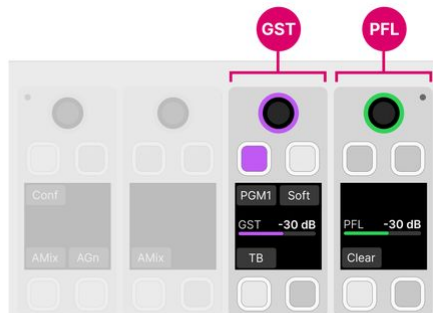 GST PFL
Conf
AMix AGn
AMix
PGM1 Soft
GST -30 dB
TB
PFL -30 dB
Clear